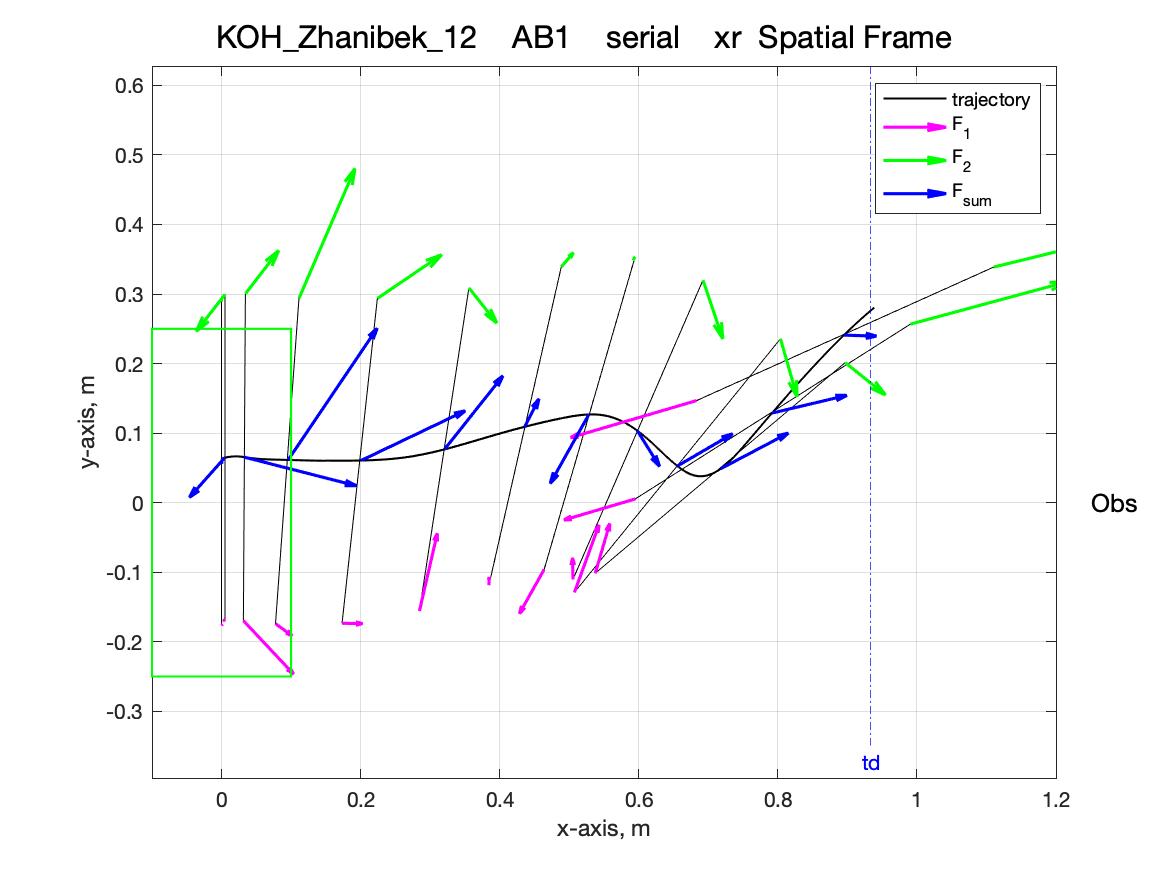 KOH_Zhanibek_12 AB1 serial xr Spatial Frame
trajectory
F1
F2
Fsum
0.6
0.5
0.4
0.3
0.2
0.1
0
-0.1
-0.2
-0.3
y-axis, m
Obs
td
0 0.2 0.4 0.6 0.8 1 1.2
x-axis, m